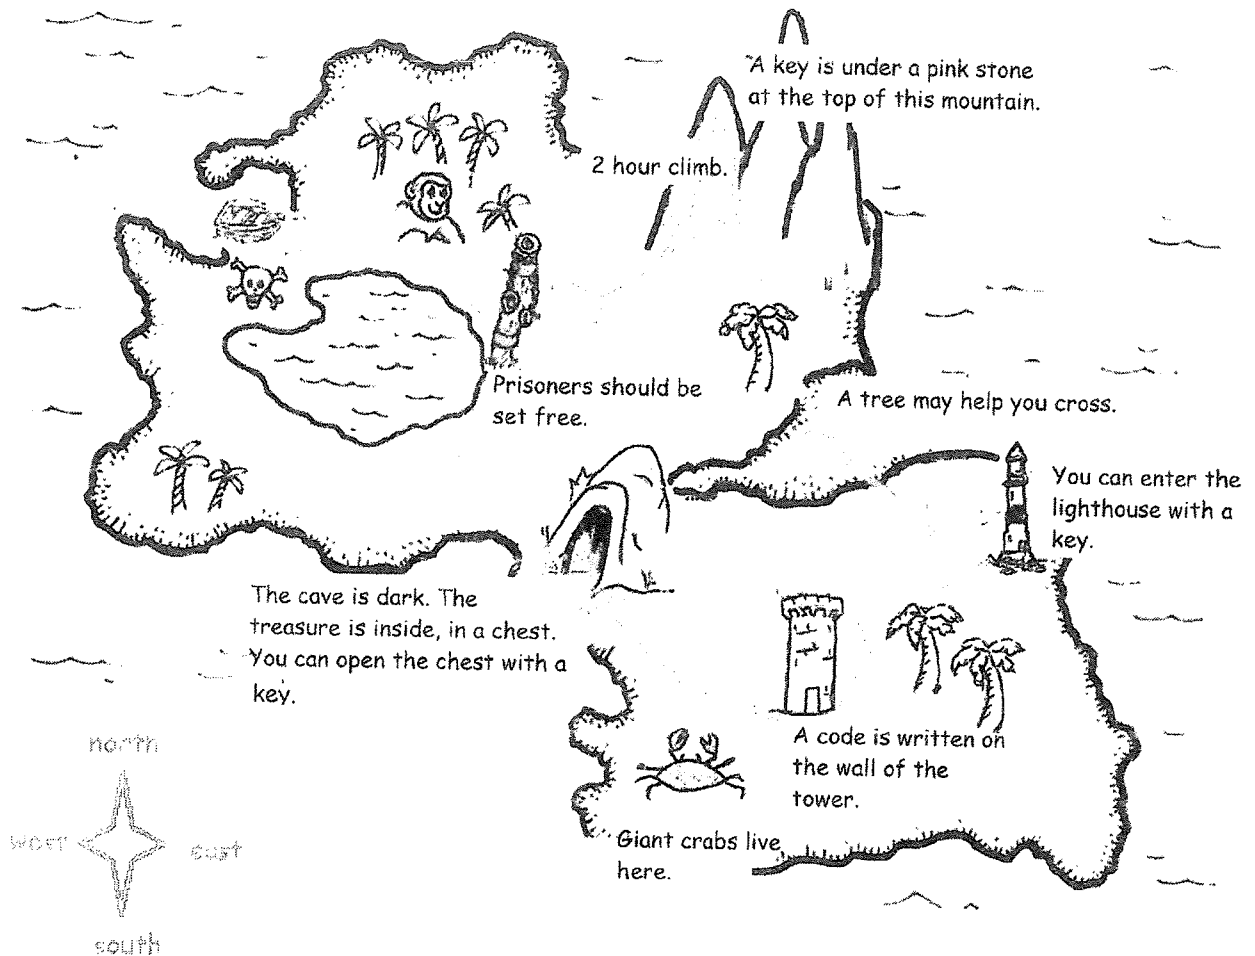 A key is under a pink stone
at the top of this mountain.
2 hour climb.
Prisoners should be
set free.
A tree may help you cross.
You can enter the
lighthouse with a
key.
The cave is dark. The
treasure is inside, in a chest.
You can open the chest with a
key.
A code is written on
the wall of the
tower.
Giant crabs live
here.
north
west
east
south